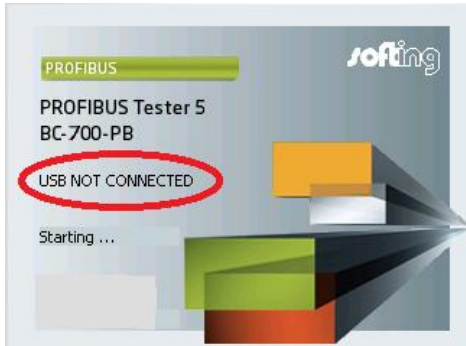 softing
PROFIBUS
PROFIBUS Tester 5
BC-700-PB
USB NOT CONNECTED
Starting ...